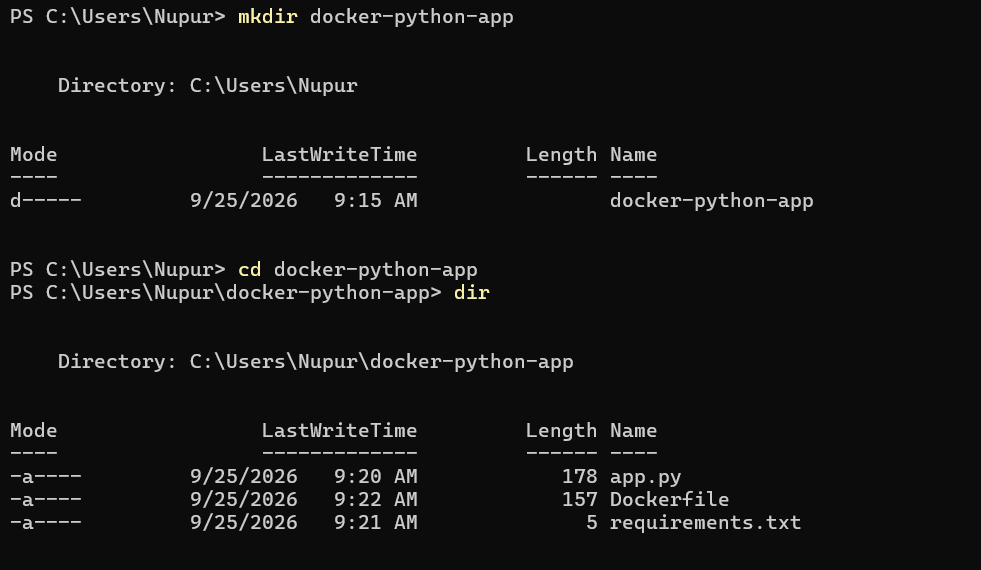 PS C:\Users\Nupur> mkdir docker-python-app
Directory: C:\Users\Nupur
Mode                 LastWriteTime         Length Name
----                 -------------         ------ ----
d-----         9/25/2026   9:15 AM                docker-python-app
PS C:\Users\Nupur> cd docker-python-app
PS C:\Users\Nupur\docker-python-app> dir
Directory: C:\Users\Nupur\docker-python-app
Mode                 LastWriteTime         Length Name
----                 -------------         ------ ----
-a----         9/25/2026   9:20 AM            178 app.py
-a----         9/25/2026   9:22 AM            157 Dockerfile
-a----         9/25/2026   9:21 AM              5 requirements.txt